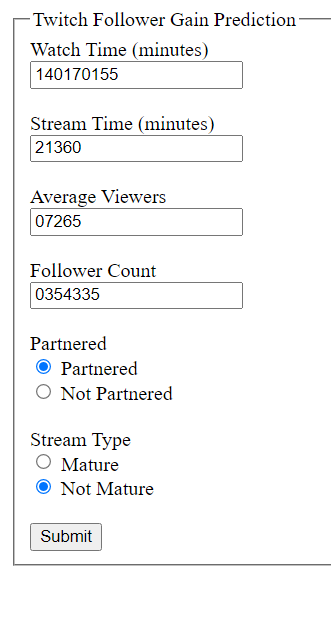 Twitch Follower Gain Prediction
Watch Time (minutes)
140170155
Stream Time (minutes)
21360
Average Viewers
07265
Follower Count
0354335
Partnered
Partnered
Not Partnered
Stream Type
Mature
Not Mature
Submit